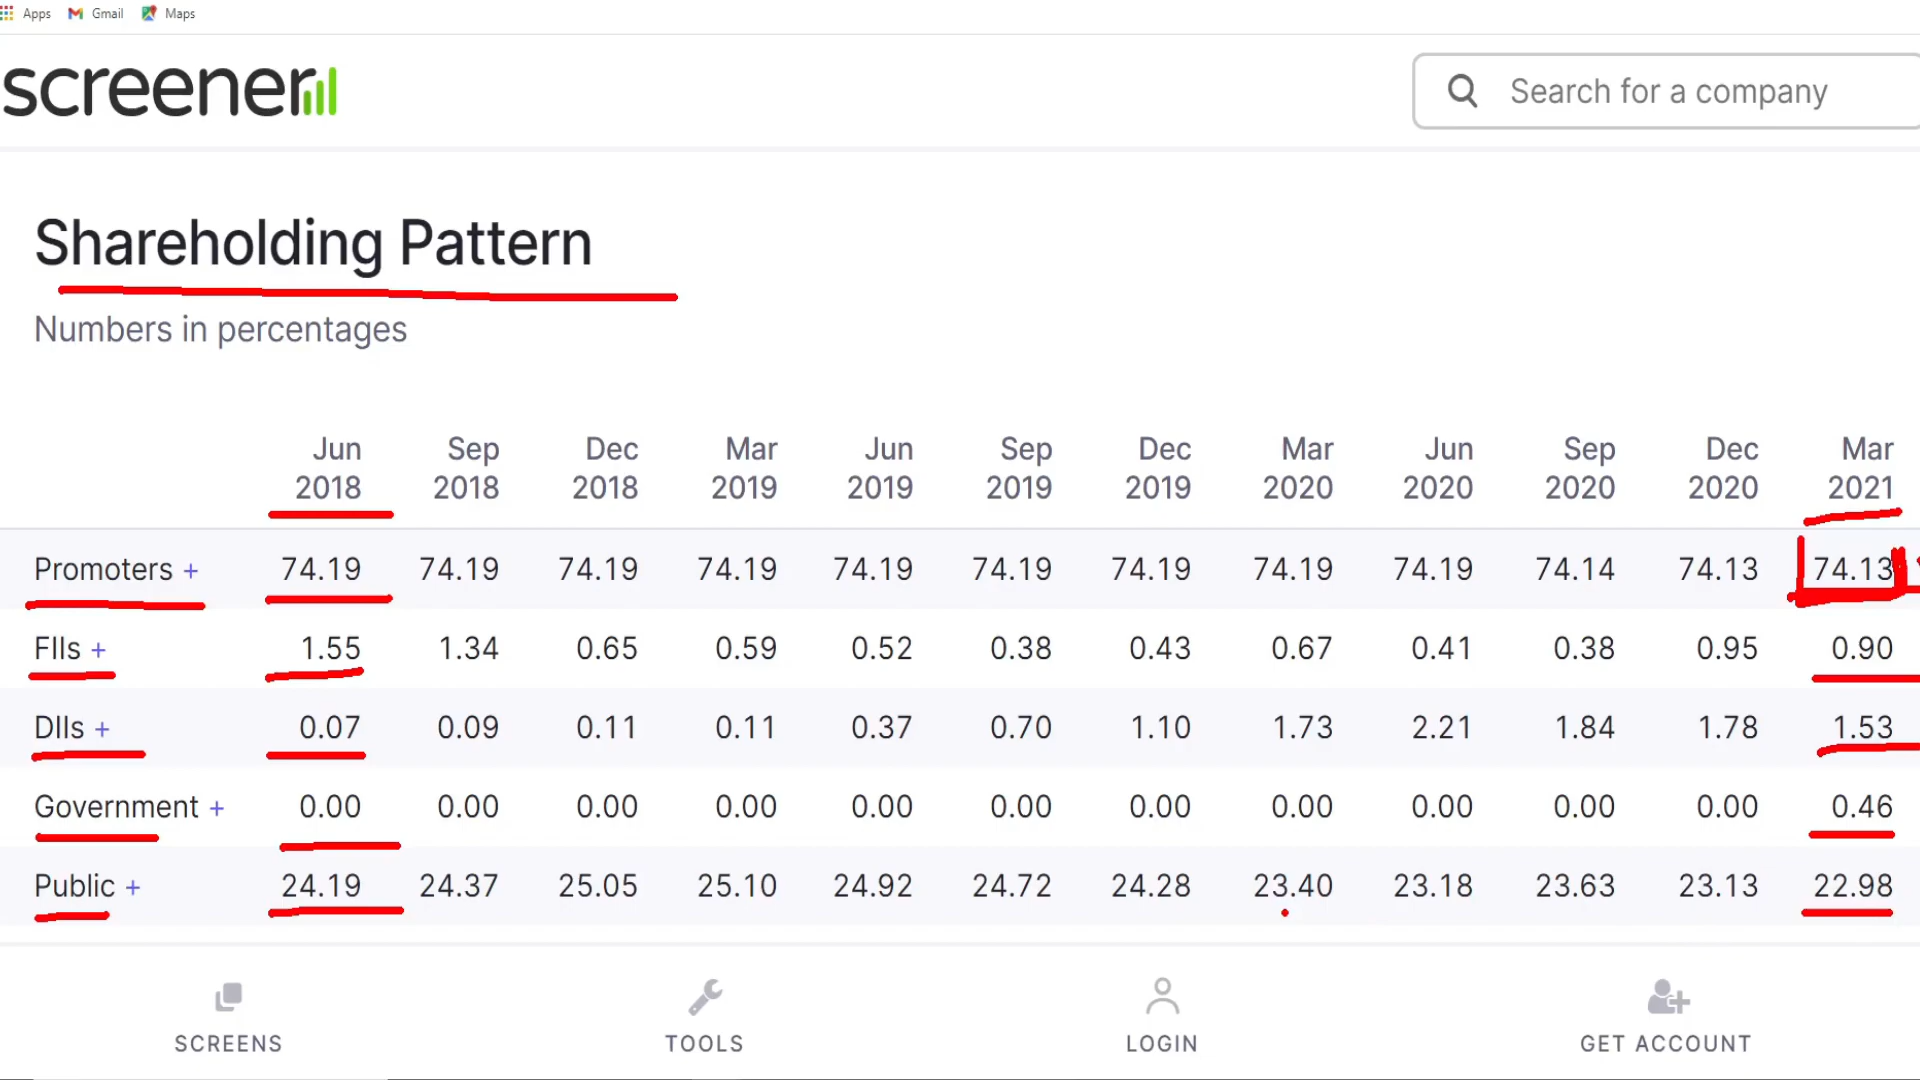 Apps Gmail Maps
screener
Search for a company
Shareholding Pattern
Numbers in percentages
Jun Sep Dec Mar Jun Sep Dec Mar Jun Sep Dec Mar
2018 2018 2018 2019 2019 2019 2019 2020 2020 2020 2020 2021
Promoters + 74.19 74.19 74.19 74.19 74.19 74.19 74.19 74.19 74.19 74.14 74.13 74.13
FIIs + 1.55 1.34 0.65 0.59 0.52 0.38 0.43 0.67 0.41 0.38 0.95 0.90
DIIs + 0.07 0.09 0.11 0.11 0.37 0.70 1.10 1.73 2.21 1.84 1.78 1.53
Government + 0.00 0.00 0.00 0.00 0.00 0.00 0.00 0.00 0.00 0.00 0.00 0.46
Public + 24.19 24.37 25.05 25.10 24.92 24.72 24.28 23.40 23.18 23.63 23.13 22.98
SCREENS TOOLS LOGIN GET ACCOUNT